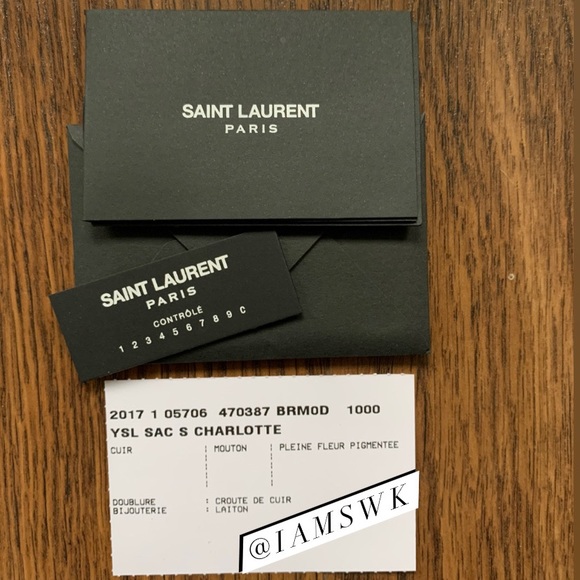 SAINT LAURENT
PARIS
SAINT LAURENT
PARIS
CONTRÔLÉ
1 2 3 4 5 6 7 8 9 C
2017 1 05706 470387 BRM0D 1000
YSL SAC S CHARLOTTE
CUIR ¦ MOUTON ¦ PLEINE FLEUR PIGMENTEE
DOUBLURE : CROUTE DE CUIR
BIJOUTERIE : LAITON
@IAMSWK